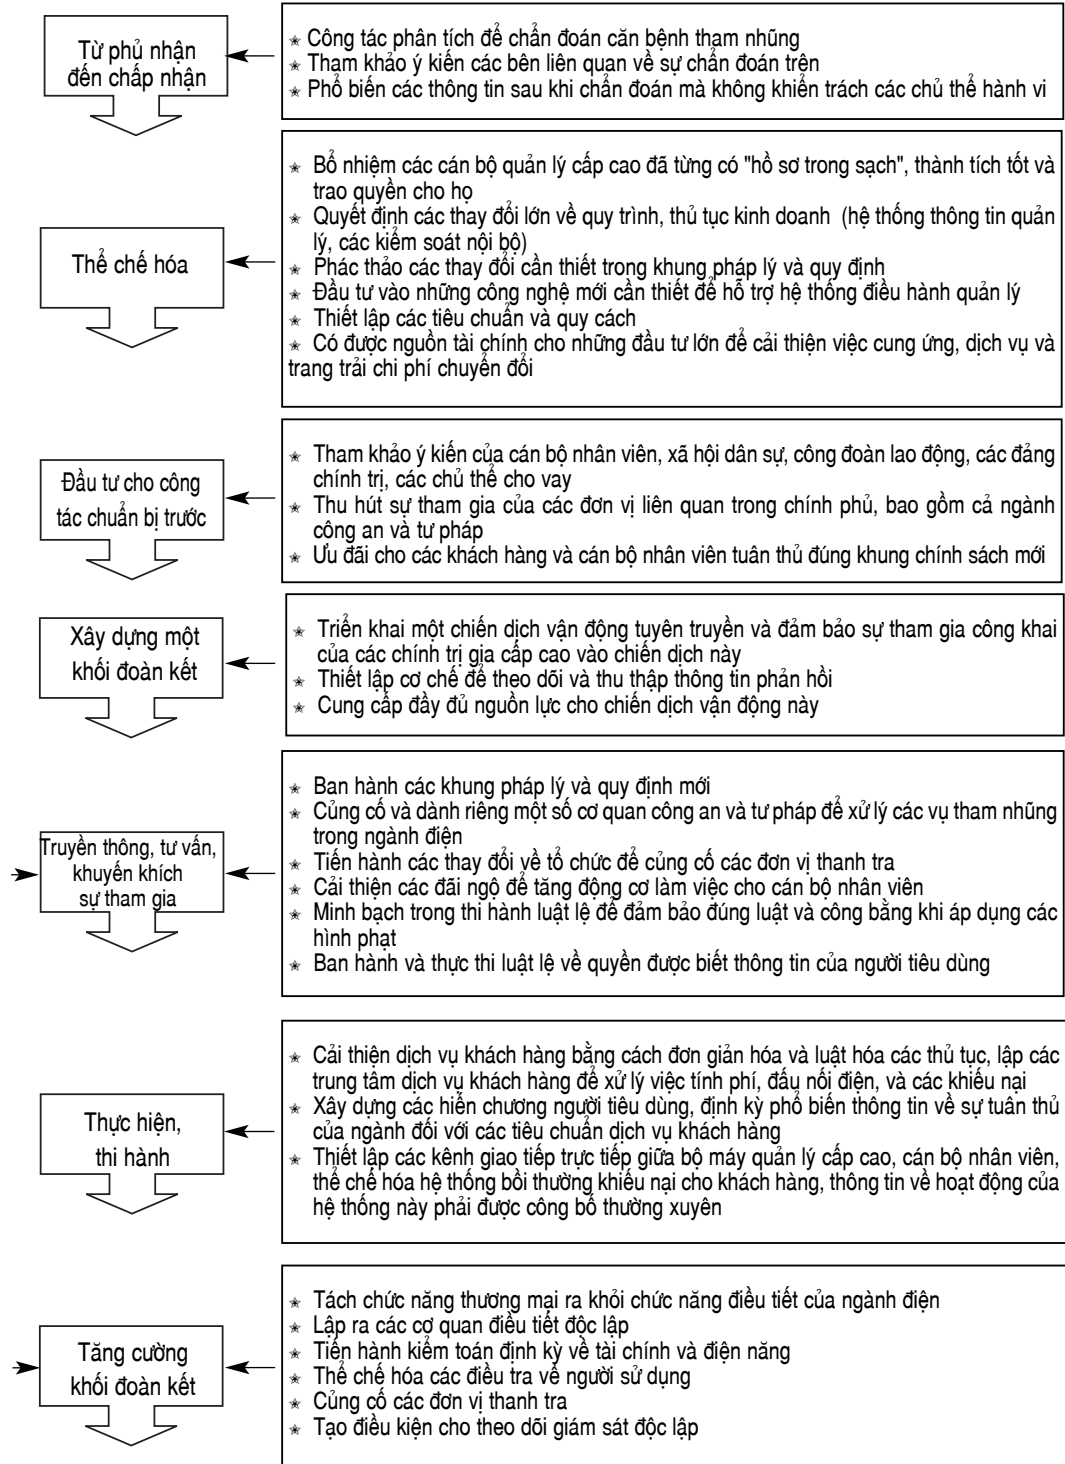 Từ phủ nhận
đến chấp nhận
✬ Công tác phân tích để chẩn đoán căn bệnh tham nhũng
✬ Tham khảo ý kiến các bên liên quan về sự chẩn đoán trên
✬ Phổ biến các thông tin sau khi chẩn đoán mà không khiển trách các chủ thể hành vi
Thể chế hóa
✬ Bổ nhiệm các cán bộ quản lý cấp cao đã từng có "hồ sơ trong sạch", thành tích tốt và
trao quyền cho họ
✬ Quyết định các thay đổi lớn về quy trình, thủ tục kinh doanh (hệ thống thông tin quản
lý, các kiểm soát nội bộ)
✬ Phác thảo các thay đổi cần thiết trong khung pháp lý và quy định
✬ Đầu tư vào những công nghệ mới cần thiết để hỗ trợ hệ thống điều hành quản lý
✬ Thiết lập các tiêu chuẩn và quy cách
✬ Có được nguồn tài chính cho những đầu tư lớn để cải thiện việc cung ứng, dịch vụ và
trang trải chi phí chuyển đổi
Đầu tư cho công
tác chuẩn bị trước
✬ Tham khảo ý kiến của cán bộ nhân viên, xã hội dân sự, công đoàn lao động, các đảng
chính trị, các chủ thể cho vay
✬ Thu hút sự tham gia của các đơn vị liên quan trong chính phủ, bao gồm cả ngành
công an và tư pháp
✬ Ưu đãi cho các khách hàng và cán bộ nhân viên tuân thủ đúng khung chính sách mới
Xây dựng một
khối đoàn kết
✬ Triển khai một chiến dịch vận động tuyên truyền và đảm bảo sự tham gia công khai
của các chính trị gia cấp cao vào chiến dịch này
✬ Thiết lập cơ chế để theo dõi và thu thập thông tin phản hồi
✬ Cung cấp đầy đủ nguồn lực cho chiến dịch vận động này
Truyền thông, tư vấn,
khuyến khích
sự tham gia
✬ Ban hành các khung pháp lý và quy định mới
✬ Củng cố và dành riêng một số cơ quan công an và tư pháp để xử lý các vụ tham nhũng
trong ngành điện
✬ Tiến hành các thay đổi về tổ chức để củng cố các đơn vị thanh tra
✬ Cải thiện các đãi ngộ để tăng động cơ làm việc cho cán bộ nhân viên
✬ Minh bạch trong thi hành luật lệ để đảm bảo đúng luật và công bằng khi áp dụng các
hình phạt
✬ Ban hành và thực thi luật lệ về quyền được biết thông tin của người tiêu dùng
Thực hiện,
thi hành
✬ Cải thiện dịch vụ khách hàng bằng cách đơn giản hóa và luật hóa các thủ tục, lập các
trung tâm dịch vụ khách hàng để xử lý việc tính phí, đấu nối điện, và các khiếu nại
✬ Xây dựng các hiến chương người tiêu dùng, định kỳ phổ biến thông tin về sự tuân thủ
của ngành đối với các tiêu chuẩn dịch vụ khách hàng
✬ Thiết lập các kênh giao tiếp trực tiếp giữa bộ máy quản lý cấp cao, cán bộ nhân viên,
thể chế hóa hệ thống bồi thường khiếu nại cho khách hàng, thông tin về hoạt động của
hệ thống này phải được công bố thường xuyên
Tăng cường
khối đoàn kết
✬ Tách chức năng thương mại ra khỏi chức năng điều tiết của ngành điện
✬ Lập ra các cơ quan điều tiết độc lập
✬ Tiến hành kiểm toán định kỳ về tài chính và điện năng
✬ Thể chế hóa các điều tra về người sử dụng
✬ Củng cố các đơn vị thanh tra
✬ Tạo điều kiện cho theo dõi giám sát độc lập